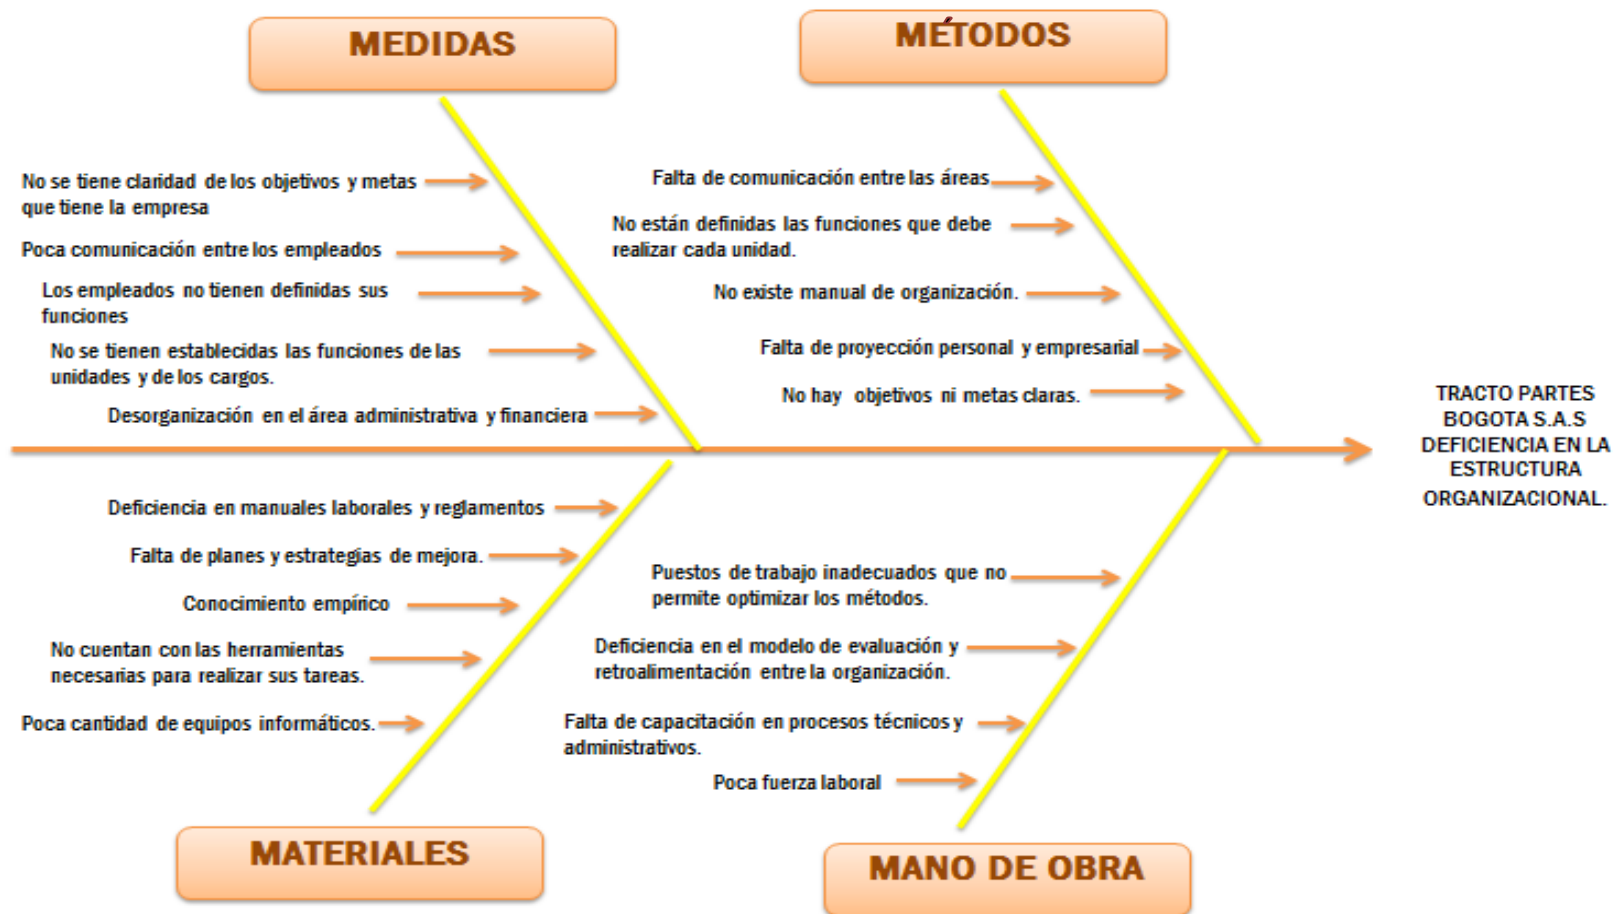 MEDIDAS
MÉTODOS
No se tiene claridad de los objetivos y metas
que tiene la empresa
Poca comunicación entre los empleados
Los empleados no tienen definidas sus
funciones
No se tienen establecidas las funciones de las
unidades y de los cargos.
Desorganización en el área administrativa y financiera
Falta de comunicación entre las áreas
No están definidas las funciones que debe
realizar cada unidad.
No existe manual de organización.
Falta de proyección personal y empresarial
No hay objetivos ni metas claras.
TRACTO PARTES
BOGOTA S.A.S
DEFICIENCIA EN LA
ESTRUCTURA
ORGANIZACIONAL.
Deficiencia en manuales laborales y reglamentos
Falta de planes y estrategias de mejora.
Conocimiento empírico
No cuentan con las herramientas
necesarias para realizar sus tareas.
Poca cantidad de equipos informáticos.
Puestos de trabajo inadecuados que no
permite optimizar los métodos.
Deficiencia en el modelo de evaluación y
retroalimentación entre la organización.
Falta de capacitación en procesos técnicos y
administrativos.
Poca fuerza laboral
MATERIALES
MANO DE OBRA